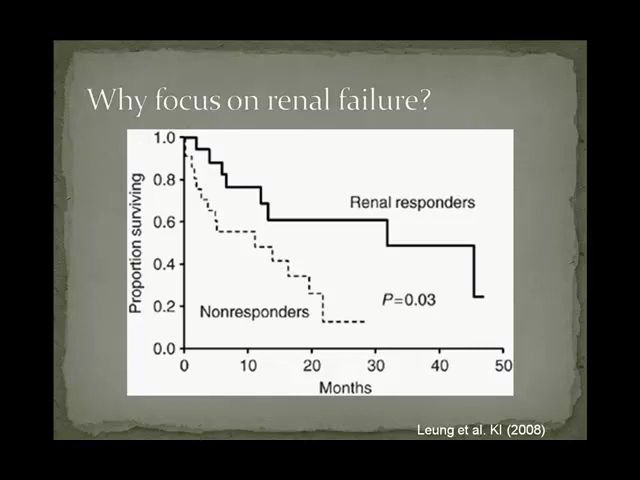 Why focus on renal failure?
1.0
0.8
0.6
0.4
0.2
0.0
Proportion surviving
Renal responders
P=0.03
Nonresponders
0 10 20 30 40 50
Months
Leung et al. KI (2008)